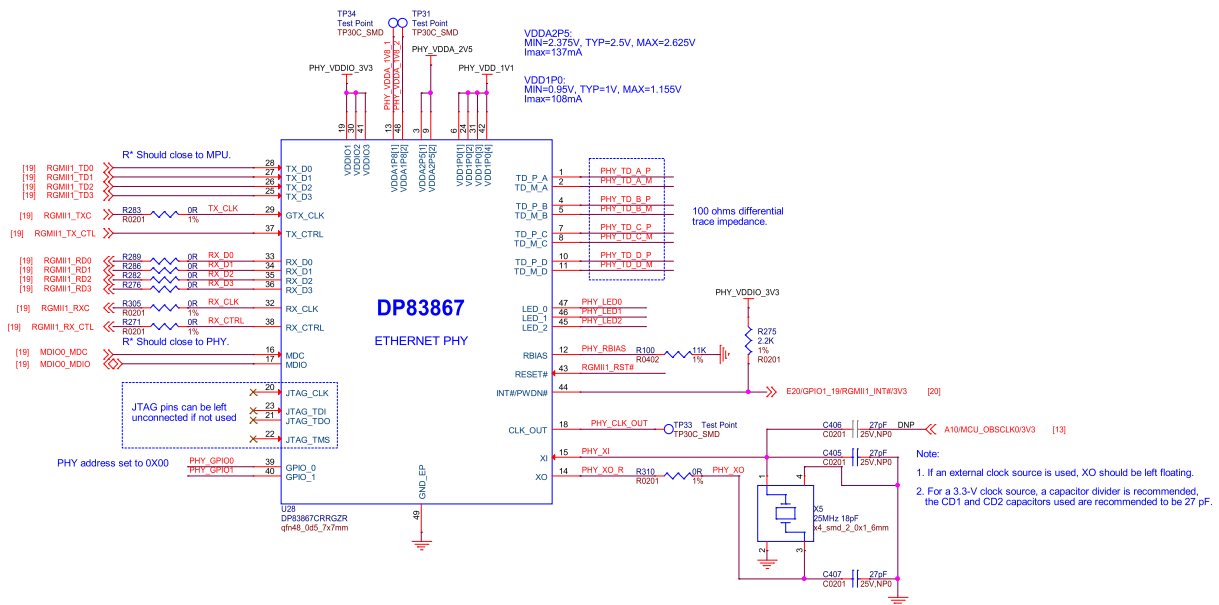 TP34
Test Point
TP30C_SMD
TP31
Test Point
TP30C_SMD
PHY_VDDA_1V8_1
PHY_VDDA_1V8_2
PHY_VDDA_2V5
PHY_VDDIO_3V3
PHY_VDD_1V1
VDDA2P5:
MIN=2.375V, TYP=2.5V, MAX=2.625V
Imax=137mA
VDD1P0:
MIN=0.95V, TYP=1V, MAX=1.155V
Imax=108mA
19
30
41
13
48
3
9
6
24
31
42
VDDIO1
VDDIO2
VDDIO3
VDDA1P8[1]
VDDA1P8[2]
VDDA2P5[1]
VDDA2P5[2]
VDD1P0[1]
VDD1P0[2]
VDD1P0[3]
VDD1P0[4]
R* Should close to MPU.
[19] RGMII1_TD0 28 TX_D0
[19] RGMII1_TD1 27 TX_D1
[19] RGMII1_TD2 26 TX_D2
[19] RGMII1_TD3 25 TX_D3
[19] RGMII1_TXC R283 0R TX_CLK 29 GTX_CLK
R0201 1%
[19] RGMII1_TX_CTL 37 TX_CTRL
[19] RGMII1_RD0 R289 0R RX_D0 33 RX_D0
[19] RGMII1_RD1 R286 0R RX_D1 34 RX_D1
[19] RGMII1_RD2 R282 0R RX_D2 35 RX_D2
[19] RGMII1_RD3 R276 0R RX_D3 36 RX_D3
R0201 1%
[19] RGMII1_RXC R305 0R RX_CLK 32 RX_CLK
R0201 1%
[19] RGMII1_RX_CTL R271 0R RX_CTRL 38 RX_CTRL
R0201 1%
R* Should close to PHY.
[19] MDIO0_MDC 16 MDC
[19] MDIO0_MDIO 17 MDIO
JTAG pins can be left
unconnected if not used
20 JTAG_CLK
23 JTAG_TDI
21 JTAG_TDO
22 JTAG_TMS
PHY address set to 0X00
PHY_GPIO0 39 GPIO_0
PHY_GPIO1 40 GPIO_1
DP83867
ETHERNET PHY
GND_EP
49
U28
DP83867CRRGZR
qfn48_0d5_7x7mm
TD_P_A 1 PHY_TD_A_P
TD_M_A 2 PHY_TD_A_M
TD_P_B 4 PHY_TD_B_P
TD_M_B 5 PHY_TD_B_M
TD_P_C 7 PHY_TD_C_P
TD_M_C 8 PHY_TD_C_M
TD_P_D 10 PHY_TD_D_P
TD_M_D 11 PHY_TD_D_M
100 ohms differential
trace impedance.
LED_0 47 PHY_LED0
LED_1 46 PHY_LED1
LED_2 45 PHY_LED2
PHY_VDDIO_3V3
R275
2.2K
1%
R0201
RBIAS 12 PHY_RBIAS R100 11K
R0402 1%
RESET# 43 RGMII1_RST#
INT#/PWDN# 44 E20/GPIO1_19/RGMII1_INT#/3V3 [20]
CLK_OUT 18 PHY_CLK_OUT TP33 Test Point
TP30C_SMD
C406 27pF DNP A10/MCU_OBSCLK0/3V3 [13]
C0201 25V,NP0
XI 15 PHY_XI C405 27pF
C0201 25V,NP0
XO 14 PHY_XO_R R310 0R PHY_XO
R0201 1%
1
4
X5
25MHz 18pF
x4_smd_2_0x1_6mm
2
3
C407 27pF
C0201 25V,NP0
Note:
1. If an external clock source is used, XO should be left floating.
2. For a 3.3-V clock source, a capacitor divider is recommended,
the CD1 and CD2 capacitors used are recommended to be 27 pF.